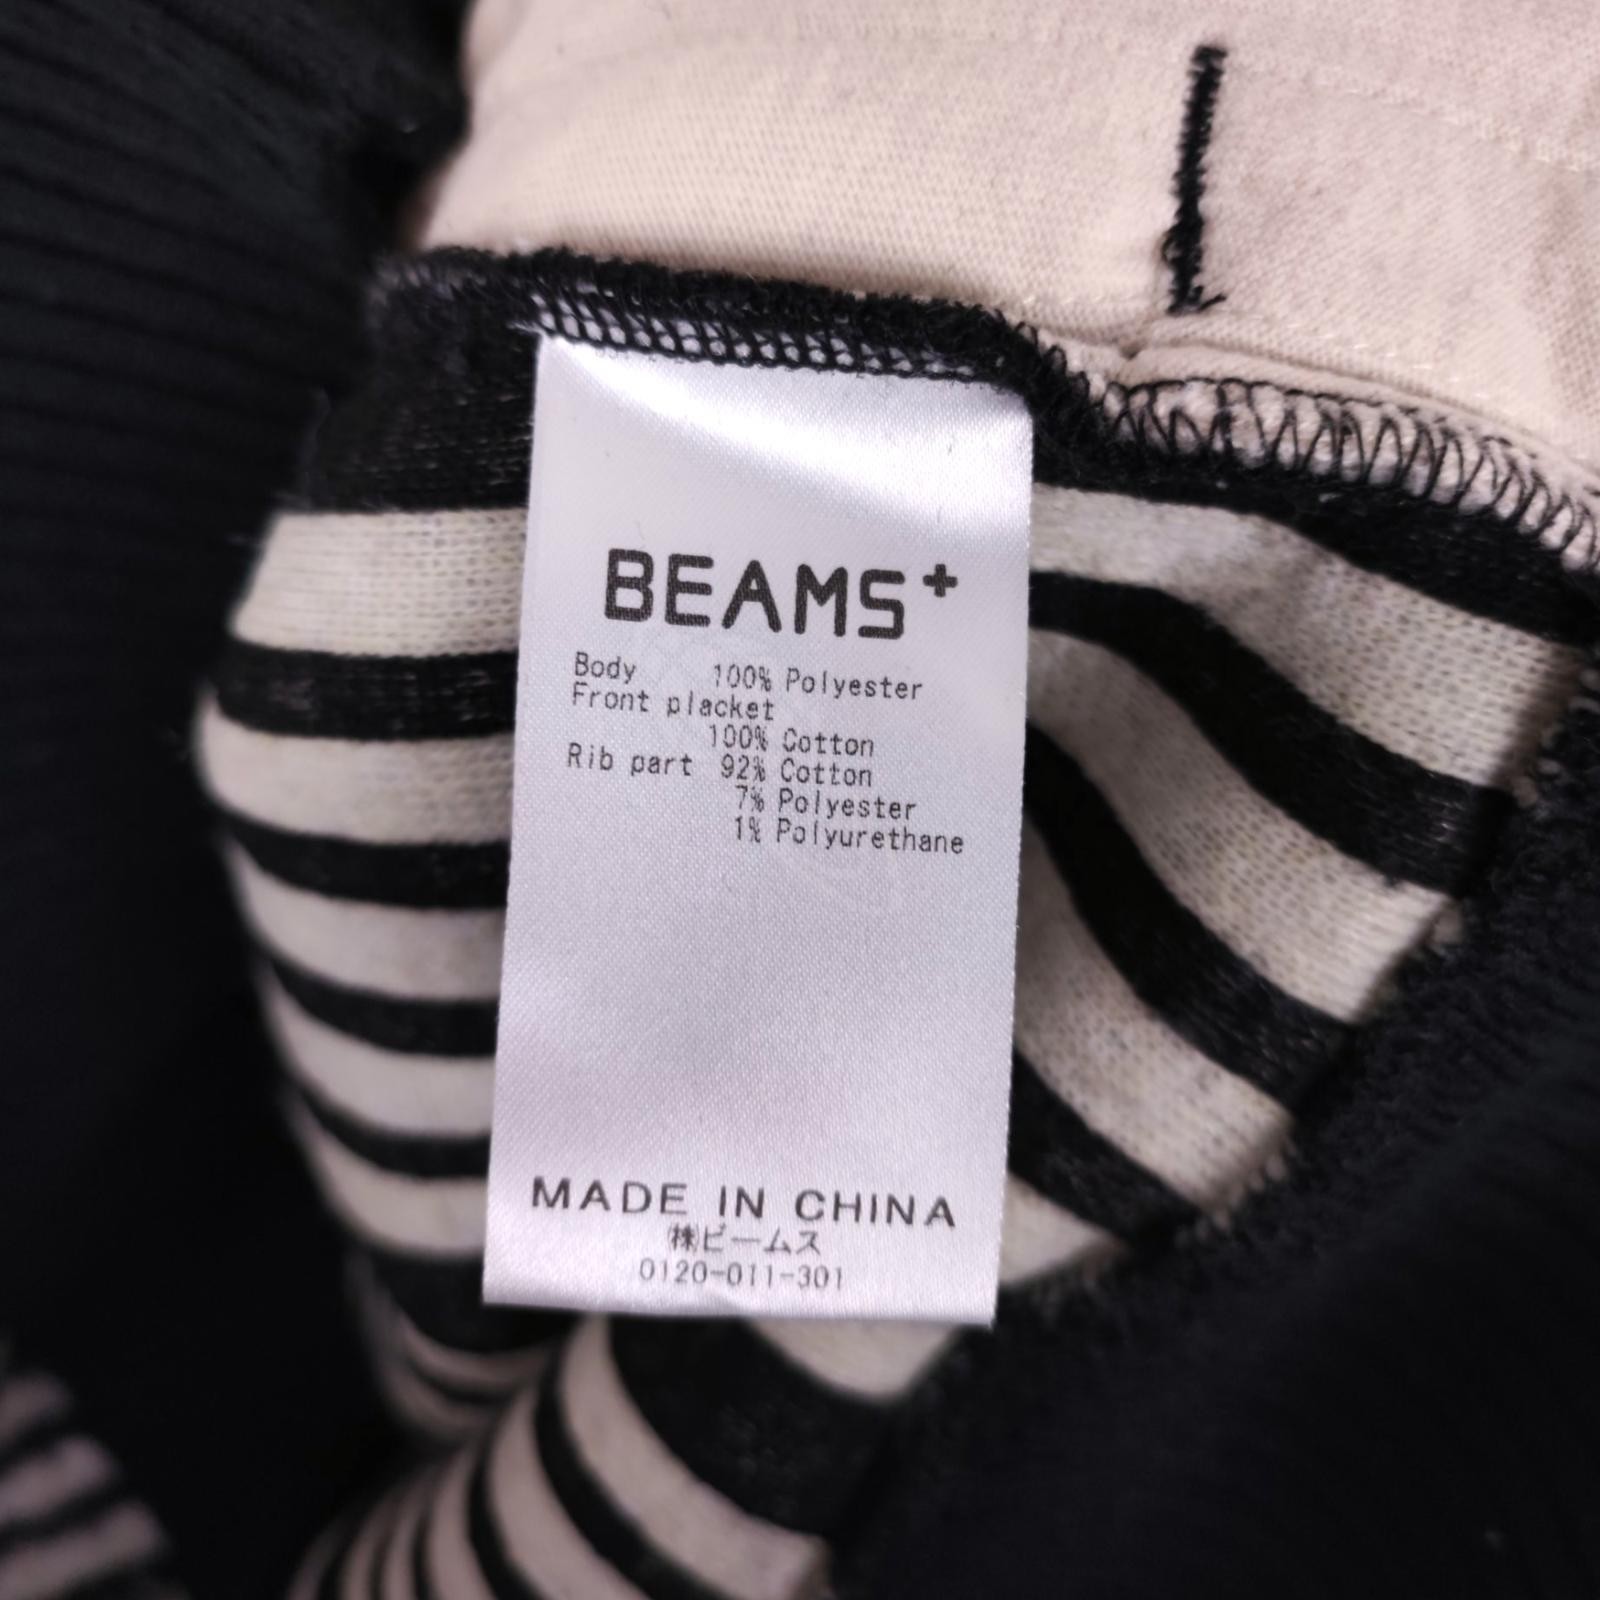 BEAMS+
Body 100% Polyester
Front placket
100% Cotton
Rib part 92% Cotton
7% Polyester
1% Polyurethane
MADE IN CHINA
㈱ビームス
0120-011-301